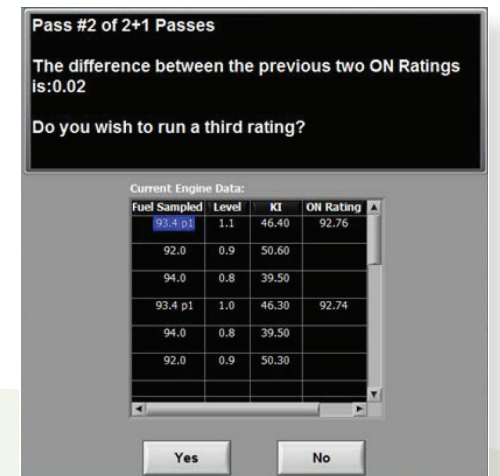 Pass #2 of 2+1 Passes
The difference between the previous two ON Ratings
is:0.02
Do you wish to run a third rating?
Current Engine Data:
Fuel Sampled Level KI ON Rating
93.4 p1 1.1 46.40 92.76
92.0 0.9 50.60
94.0 0.8 39.50
93.4 p1 1.0 46.30 92.74
94.0 0.8 39.50
92.0 0.9 50.30
Yes No